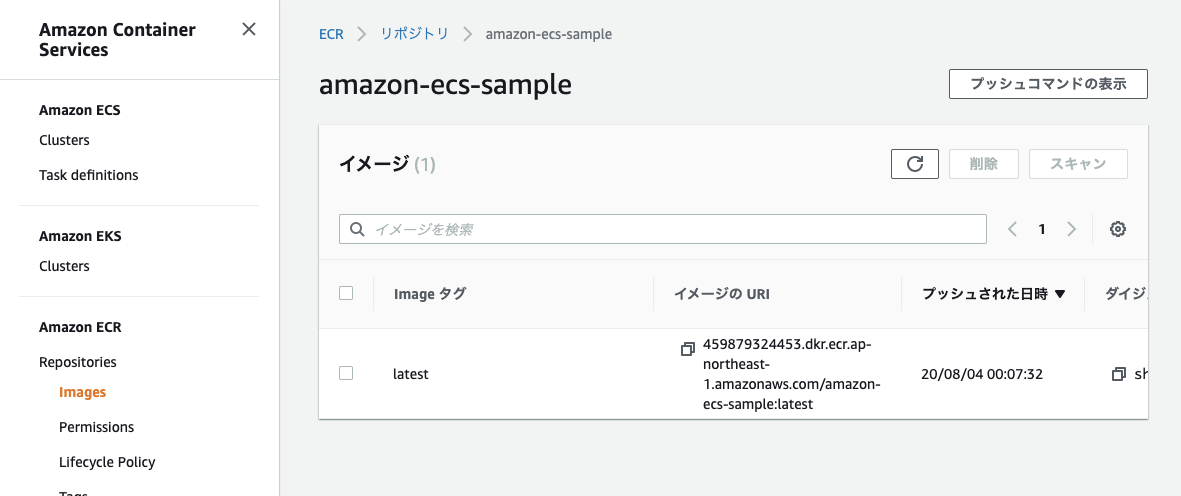 Amazon Container
Services
Amazon ECS
Clusters
Task definitions
Amazon EKS
Clusters
Amazon ECR
Repositories
Images
Permissions
Lifecycle Policy
ECR
リポジトリ
amazon-ecs-sample
amazon-ecs-sample
プッシュコマンドの表示
イメージ (1)
削除
スキャン
イメージを検索
1
Image タグ
イメージの URI
プッシュされた日時
ダイジ
latest
459879324453.dkr.ecr.ap-
northeast-
1.amazonaws.com/amazon-
ecs-sample:latest
20/08/04 00:07:32
sh